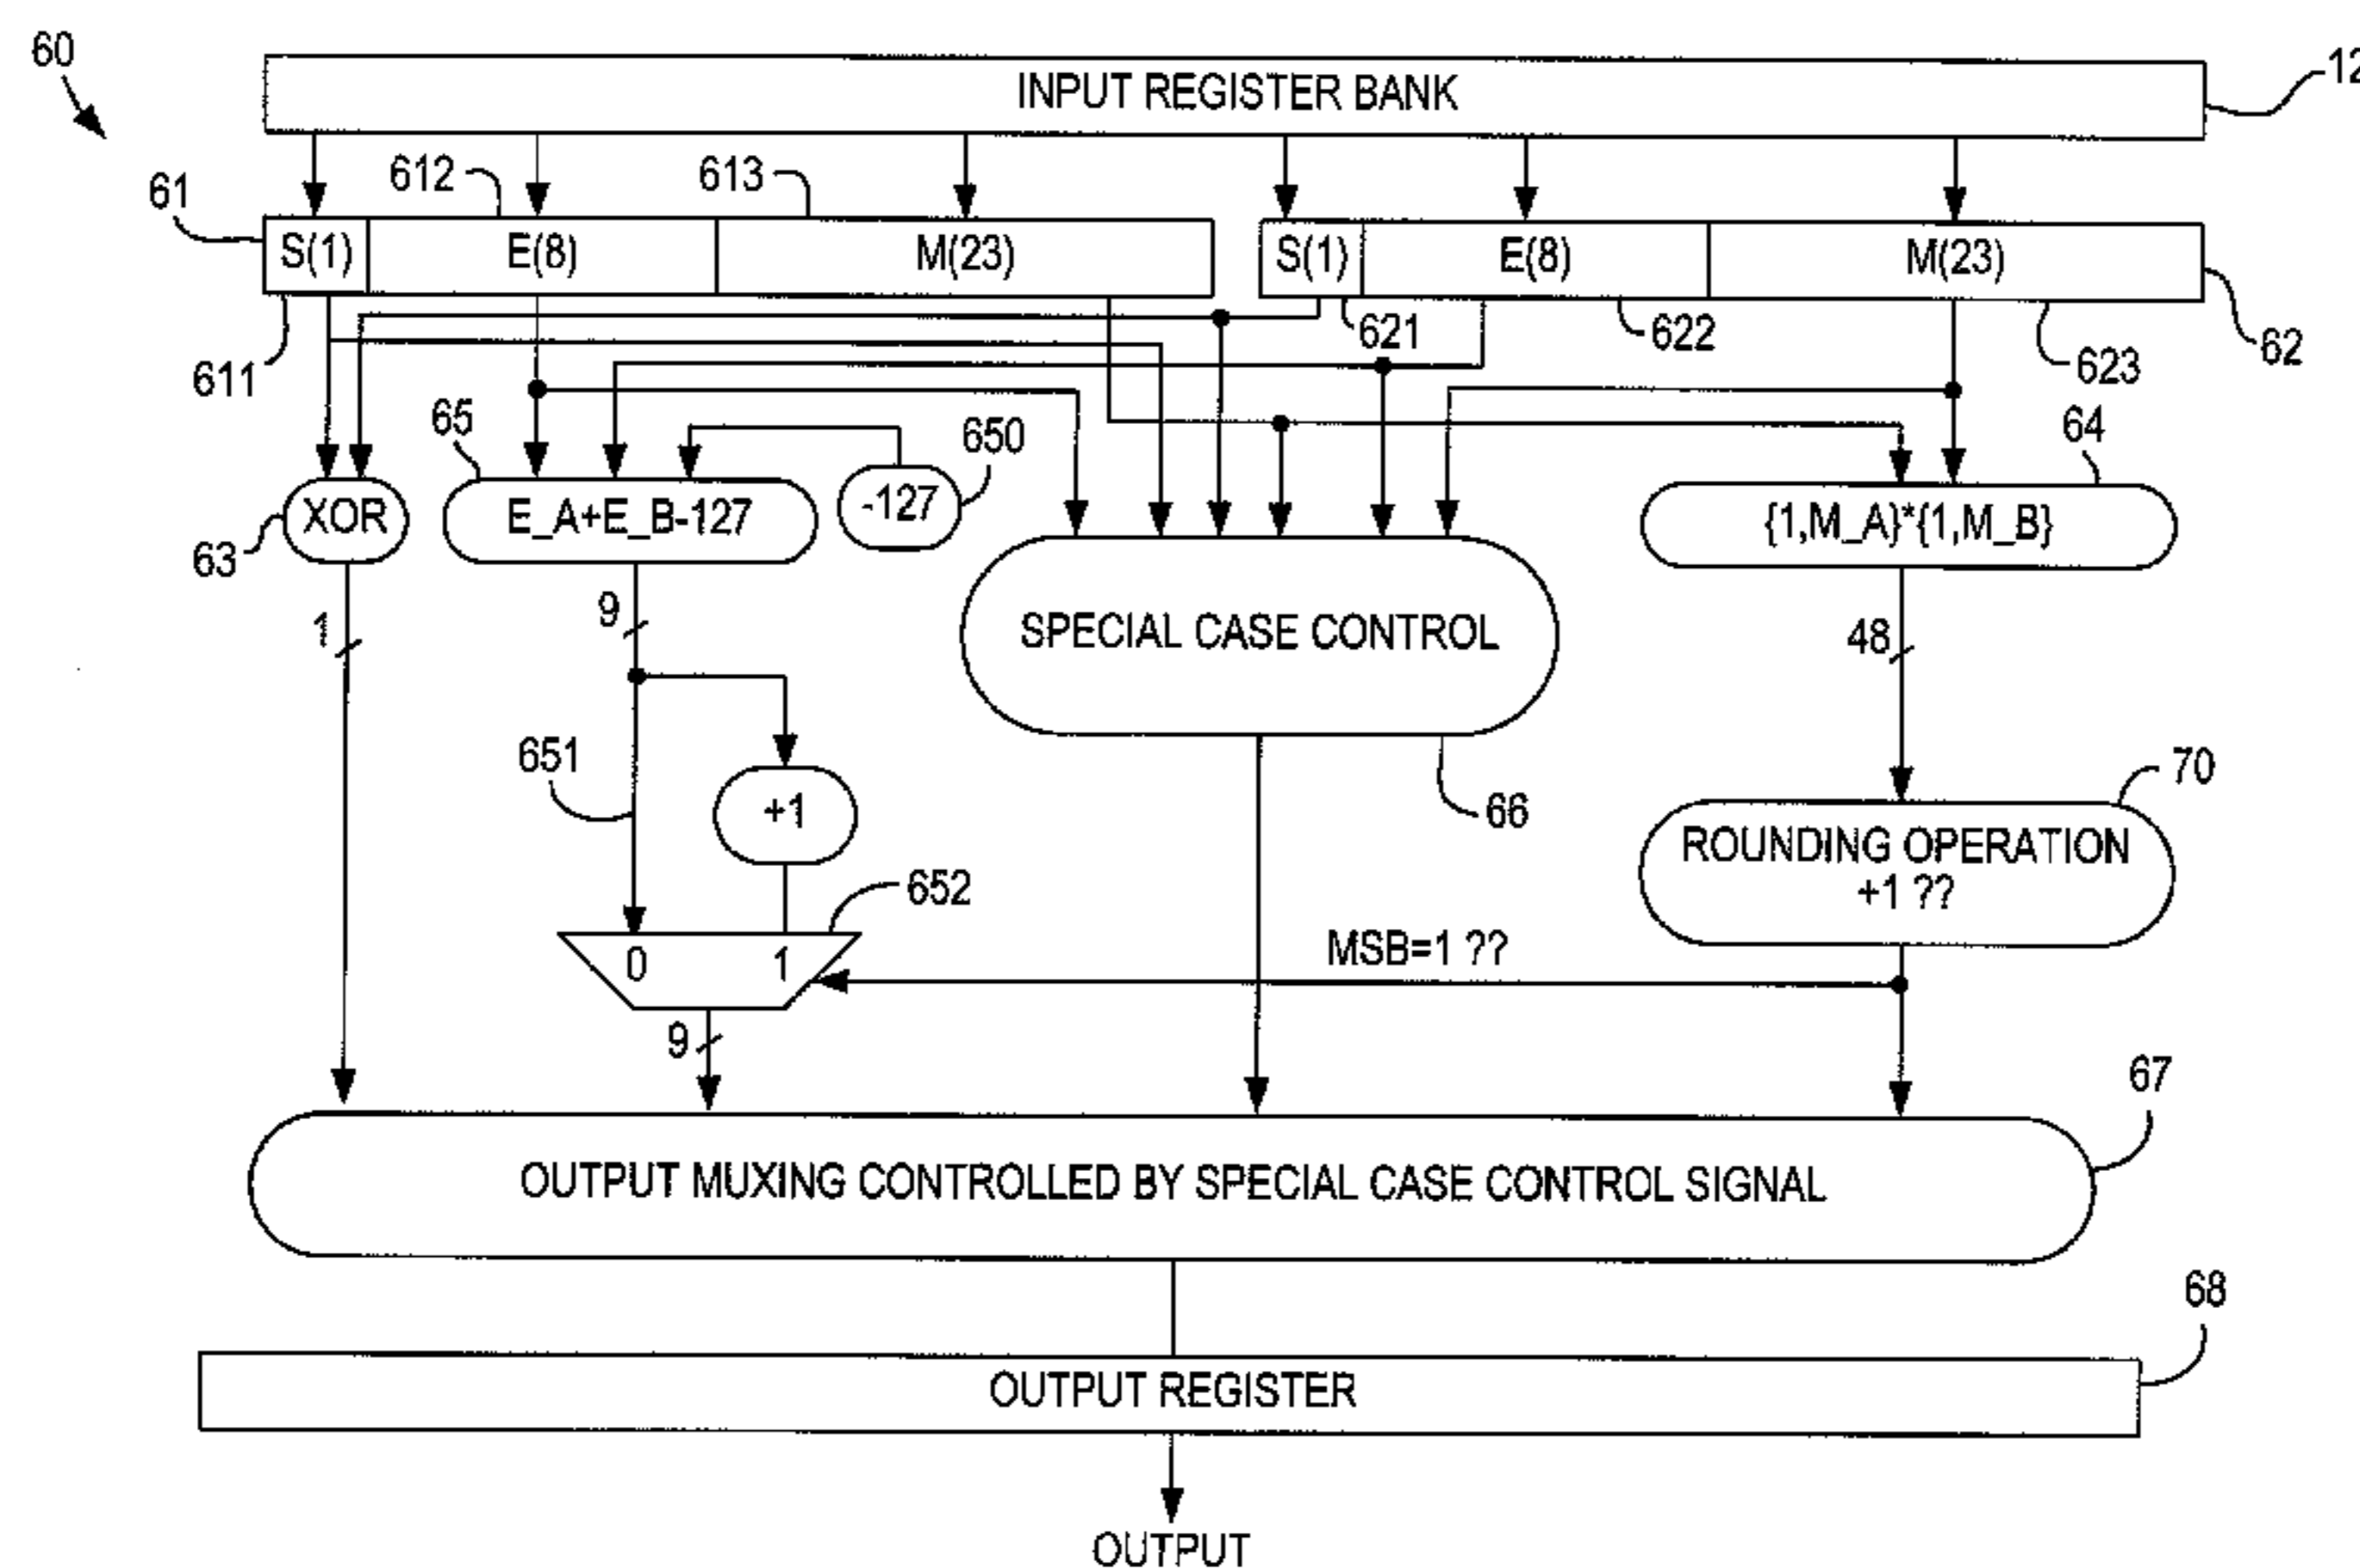 60
INPUT REGISTER BANK
12
61
612
613
S(1)
E(8)
M(23)
S(1)
E(8)
M(23)
611
621
622
623
62
65
650
64
XOR
E_A+E_B-127
-127
{1,M_A}*{1,M_B}
63
1
9
SPECIAL CASE CONTROL
48
651
+1
66
70
ROUNDING OPERATION
+1 ??
652
0
1
MSB=1 ??
9
67
OUTPUT MUXING CONTROLLED BY SPECIAL CASE CONTROL SIGNAL
68
OUTPUT REGISTER
OUTPUT